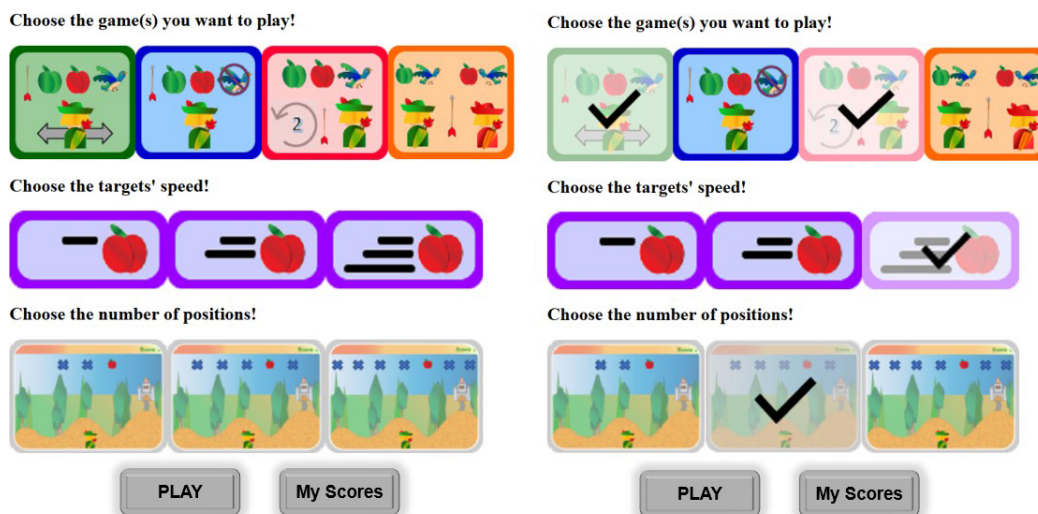 Choose the game(s) you want to play!
2
Choose the targets' speed!
Choose the number of positions!
PLAY
My Scores
Choose the game(s) you want to play!
2
Choose the targets' speed!
Choose the number of positions!
PLAY
My Scores